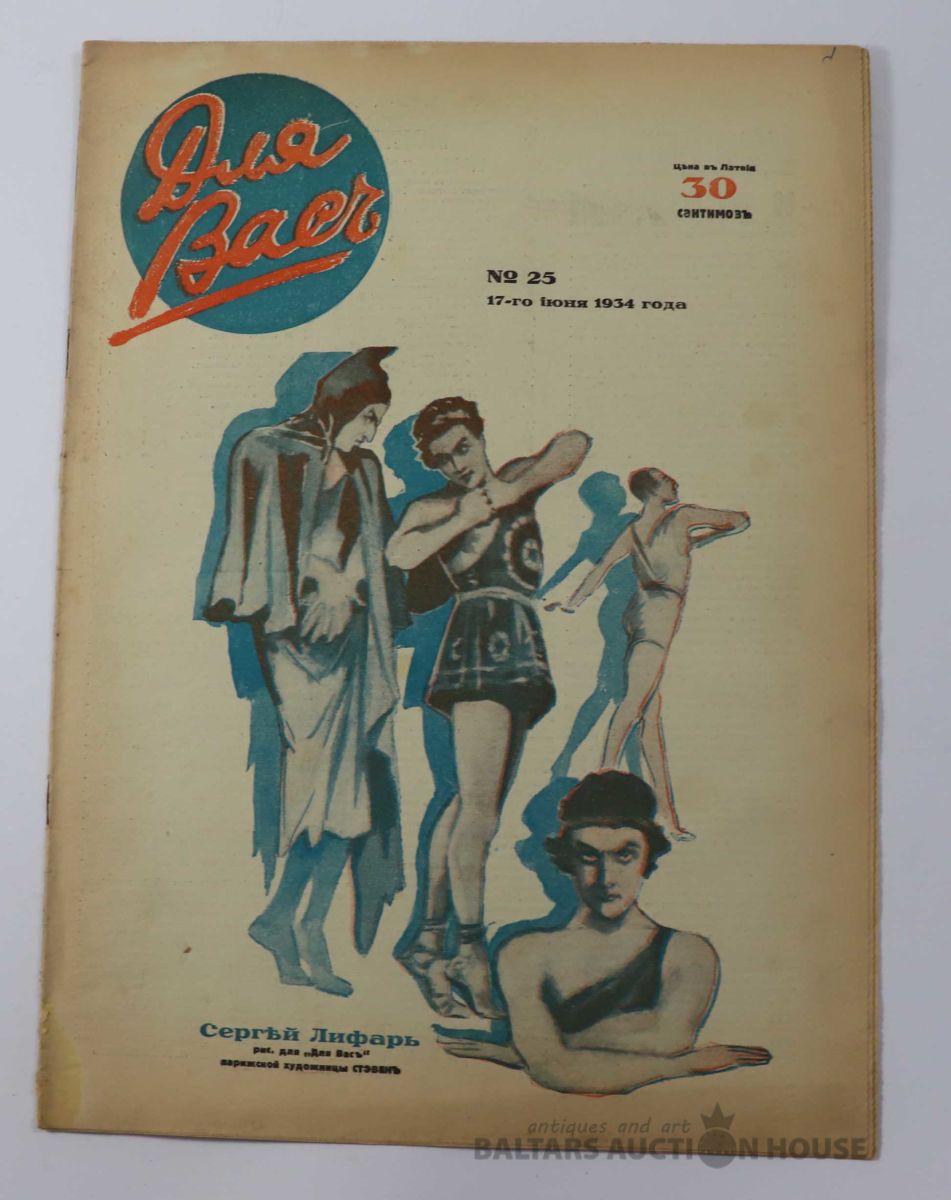 Для
Васъ
Цѣна въ Латвіи
30
сантимовъ
№ 25
17-го іюня 1934 года
Сергѣй Лифарь
рис. для „Для Васъ"
парижской художницы СТЭВЕНЪ
antiques and art
BALTARS AUCTION HOUSE